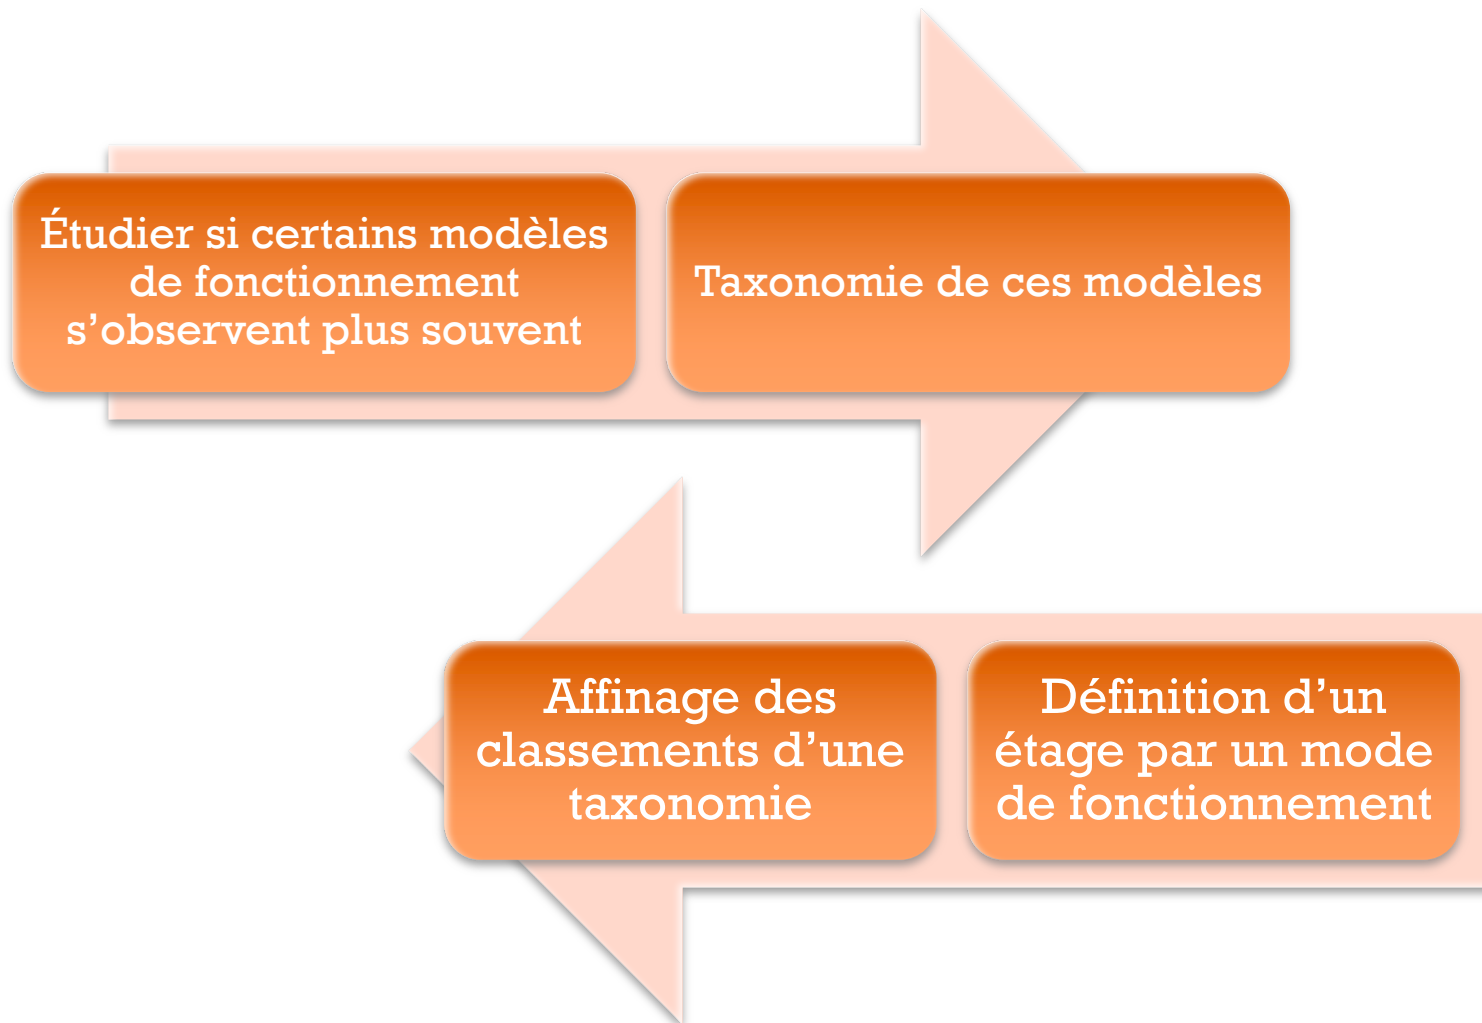 Étudier si certains modèles
de fonctionnement
s’observent plus souvent
Taxonomie de ces modèles
Affinage des
classements d’une
taxonomie
Définition d’un
étage par un mode
de fonctionnement